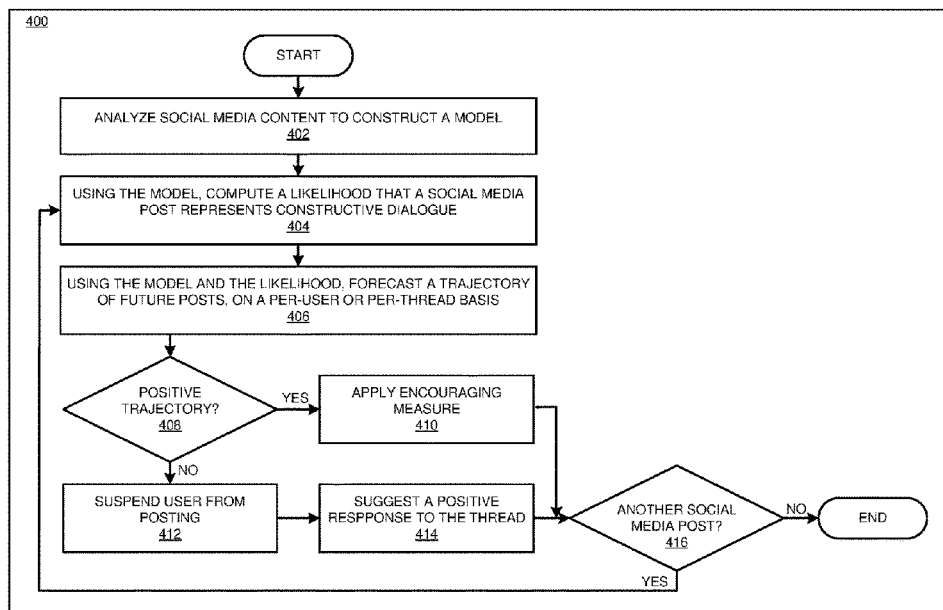 400
START
ANALYZE SOCIAL MEDIA CONTENT TO CONSTRUCT A MODEL
402
USING THE MODEL, COMPUTE A LIKELIHOOD THAT A SOCIAL MEDIA
POST REPRESENTS CONSTRUCTIVE DIALOGUE
404
USING THE MODEL AND THE LIKELIHOOD, FORECAST A TRAJECTORY
OF FUTURE POSTS, ON A PER-USER OR PER-THREAD BASIS
406
POSITIVE
TRAJECTORY?
408
YES
APPLY ENCOURAGING
MEASURE
410
NO
SUSPEND USER FROM
POSTING
412
SUGGEST A POSITIVE
RESPPONSE TO THE THREAD
414
ANOTHER SOCIAL
MEDIA POST?
416
NO
END
YES